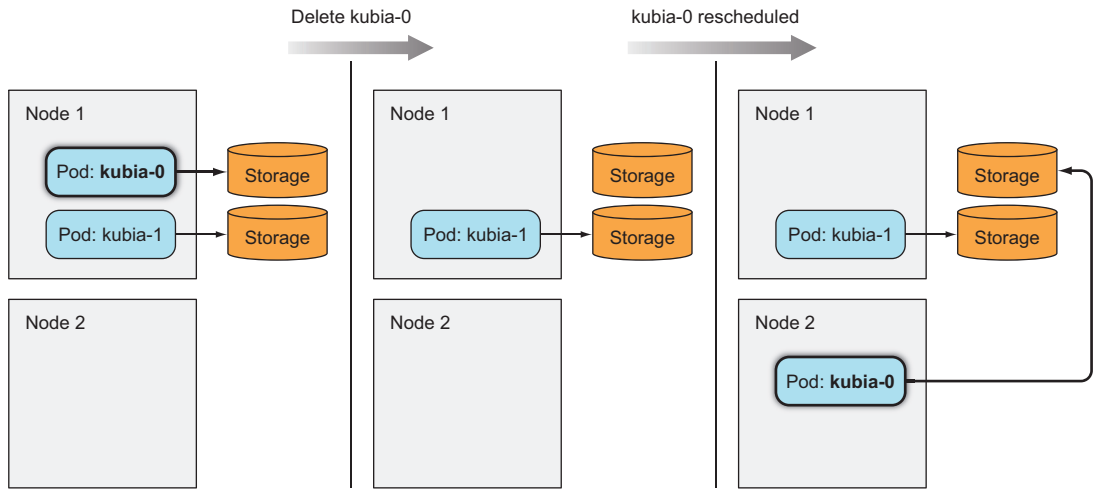 Delete kubia-0
kubia-0 rescheduled
Node 1
Pod: kubia-0
Storage
Pod: kubia-1
Storage
Node 2
Node 1
Storage
Pod: kubia-1
Storage
Node 2
Node 1
Storage
Pod: kubia-1
Storage
Node 2
Pod: kubia-0